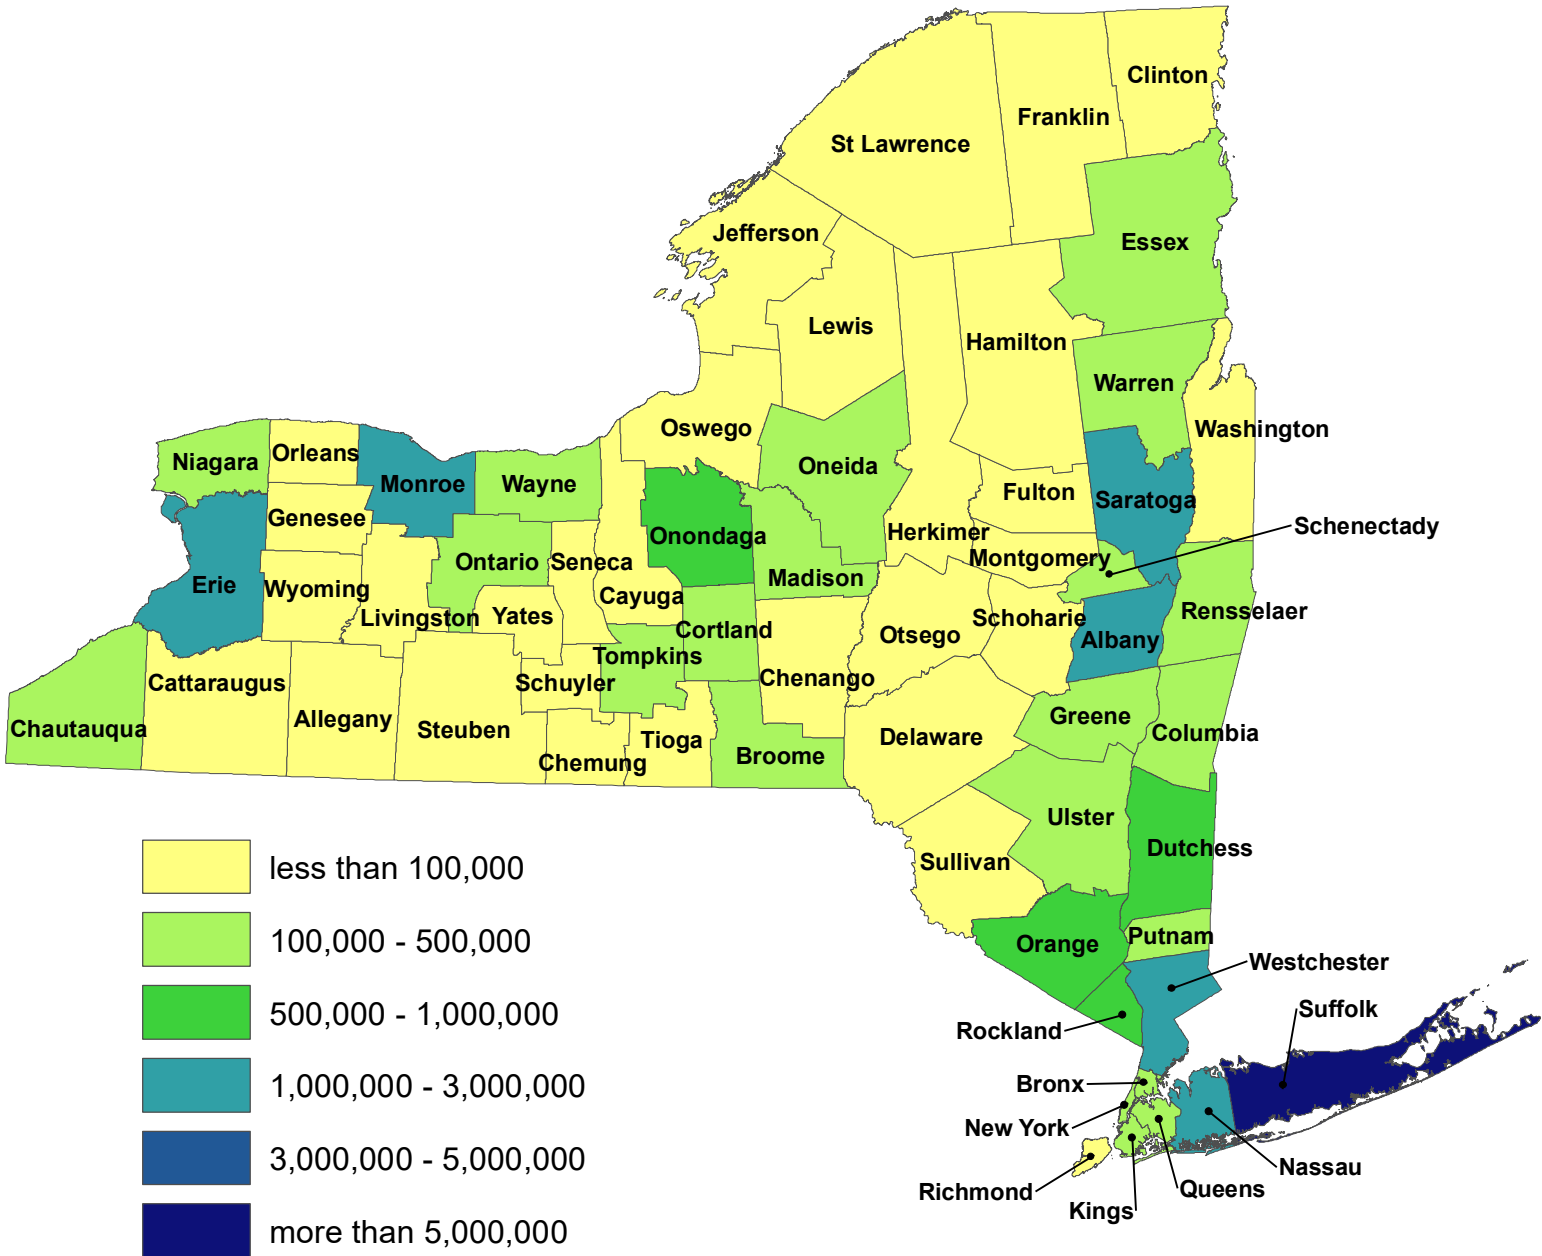 Clinton
Franklin
St Lawrence
Jefferson
Essex
Lewis
Hamilton
Warren
Oswego
Washington
Niagara
Orleans
Monroe
Wayne
Oneida
Fulton
Saratoga
Genesee
Onondaga
Herkimer
Schenectady
Ontario
Seneca
Montgomery
Erie
Wyoming
Madison
Cayuga
Livingston
Yates
Cortland
Otsego
Schoharie
Albany
Rensselaer
Tompkins
Cattaraugus
Schuyler
Chenango
Chautauqua
Allegany
Steuben
Greene
Columbia
Tioga
Delaware
Chemung
Broome
Ulster
Dutchess
Sullivan
less than 100,000
100,000 - 500,000
Orange
Putnam
Westchester
500,000 - 1,000,000
Suffolk
Rockland
1,000,000 - 3,000,000
Bronx
New York
3,000,000 - 5,000,000
Nassau
Richmond
Queens
Kings
more than 5,000,000